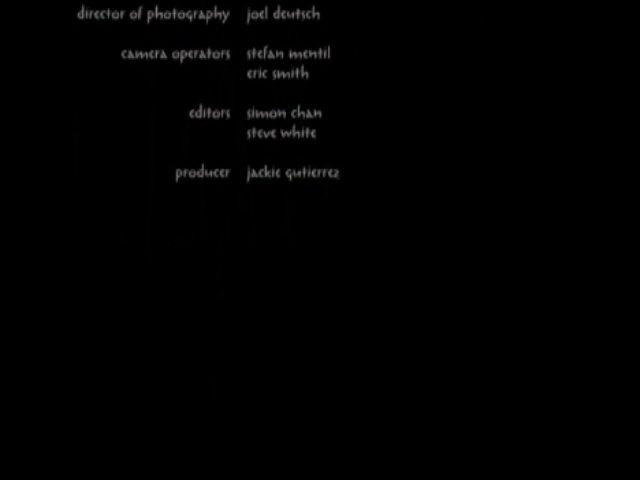 director of photography joel deutsch
camera operators stefan mentil
eric smith
editors simon chan
steve white
producer jackie gutierrez